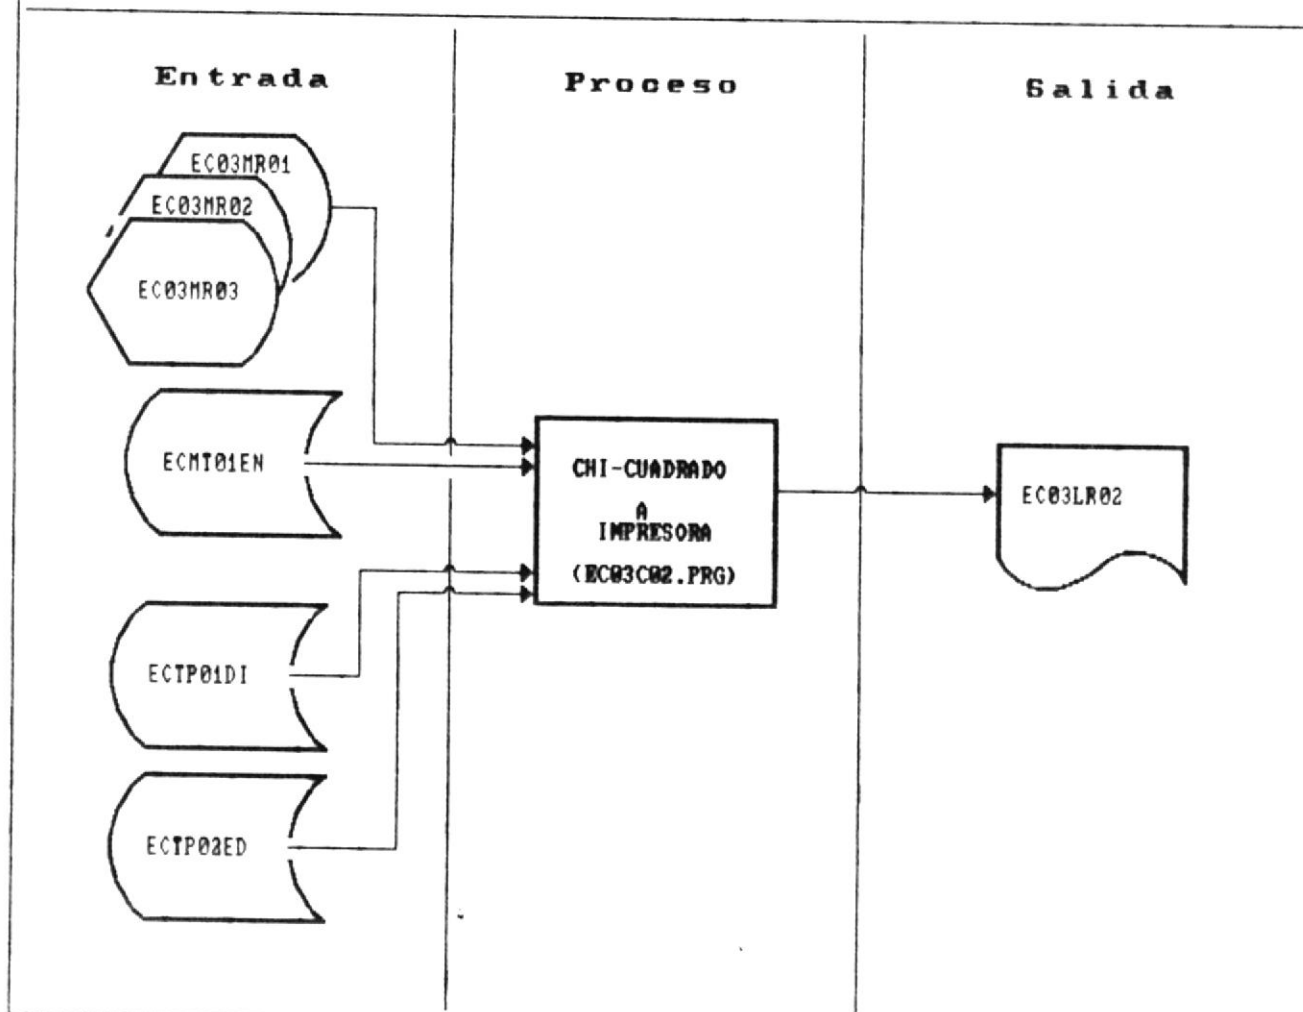 Entrada
Proceso
Salida
EC03MR01
EC03MR02
EC03MR03
ECMT01EN
ECTP01DI
ECTP02ED
CHI-CUADRADO
A
IMPRESORA
(EC03C02.PRG)
EC03LR02